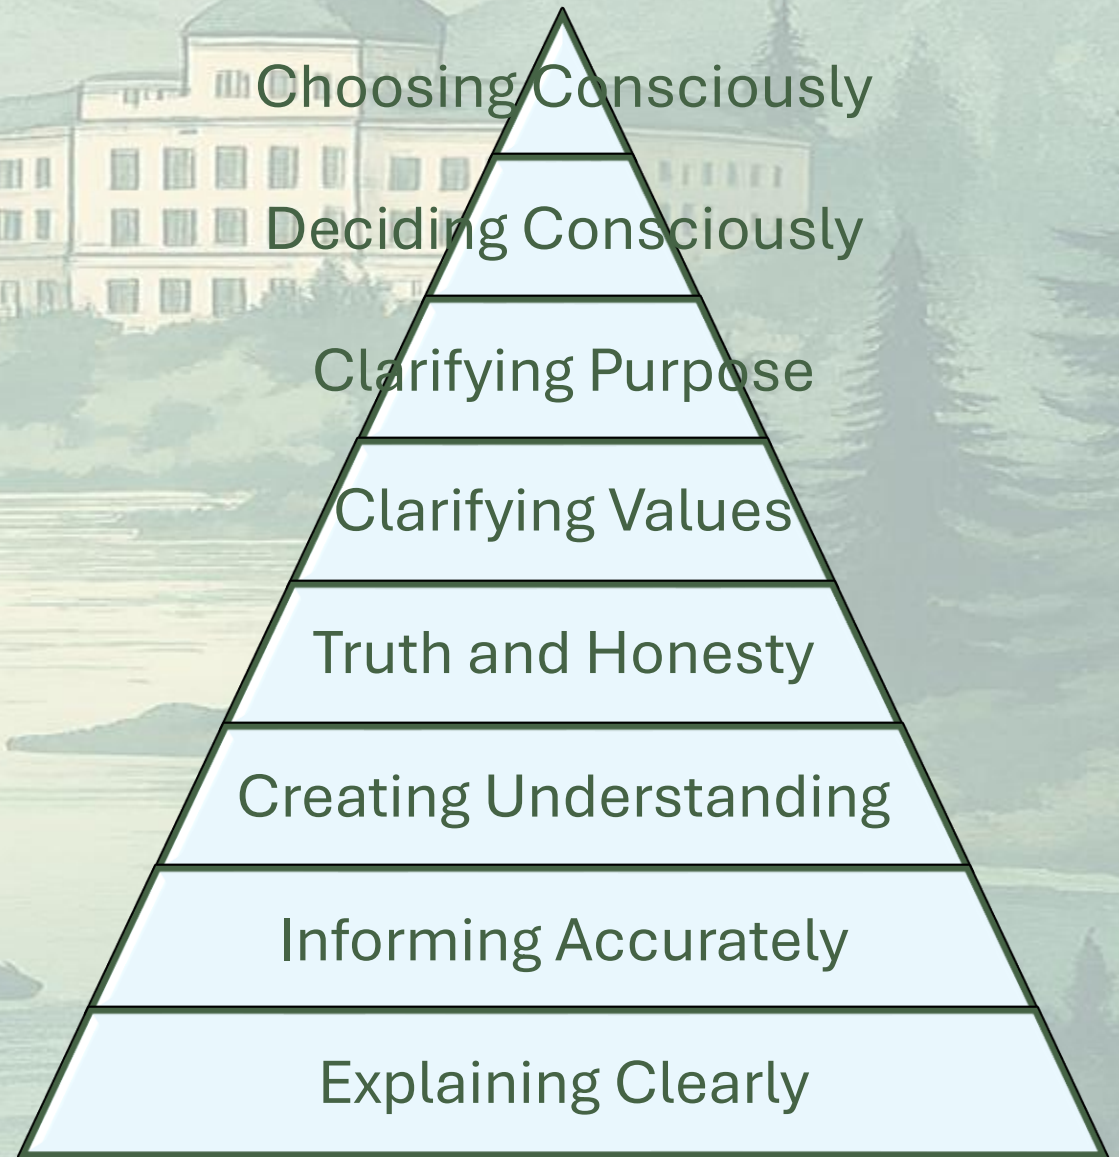 Choosing Consciously
Deciding Consciously
Clarifying Purpose
Clarifying Values
Truth and Honesty
Creating Understanding
Informing Accurately
Explaining Clearly